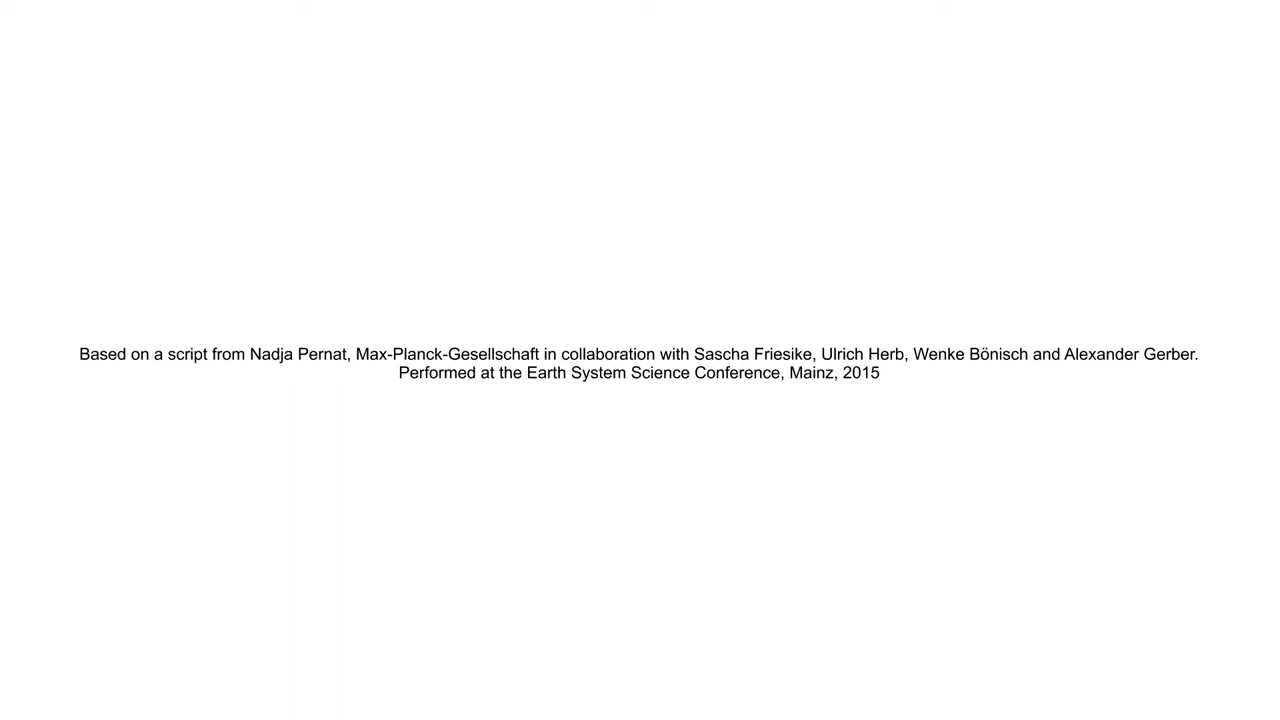 Based on a script from Nadja Pernat, Max-Planck-Gesellschaft in collaboration with Sascha Friesike, Ulrich Herb, Wenke Bönisch and Alexander Gerber.
Performed at the Earth System Science Conference, Mainz, 2015